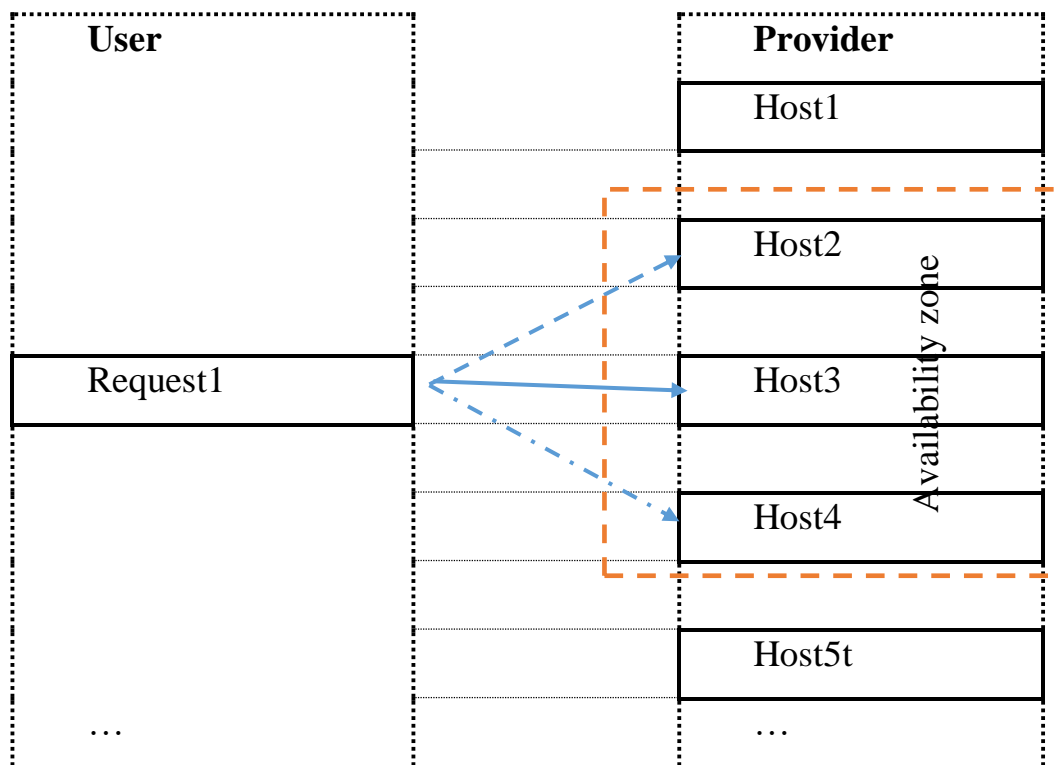 User
Provider
Host1
Host2
Availability zone
Request1
Host3
Host4
Host5t
…
…